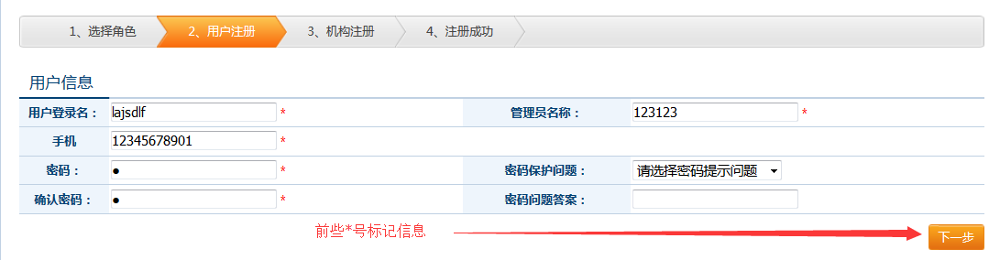 1、选择角色 2、用户注册 3、机构注册 4、注册成功
用户信息
用户登录名： lajsdlf * 管理员名称： 123123 *
手机 12345678901 *
密码： ● * 密码保护问题： 请选择密码提示问题
确认密码： ● * 密码问题答案：
前些*号标记信息 下一步